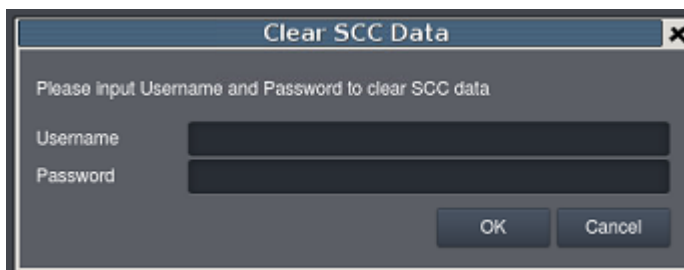 Clear SCC Data
Please input Username and Password to clear SCC data
Username
Password
OK Cancel